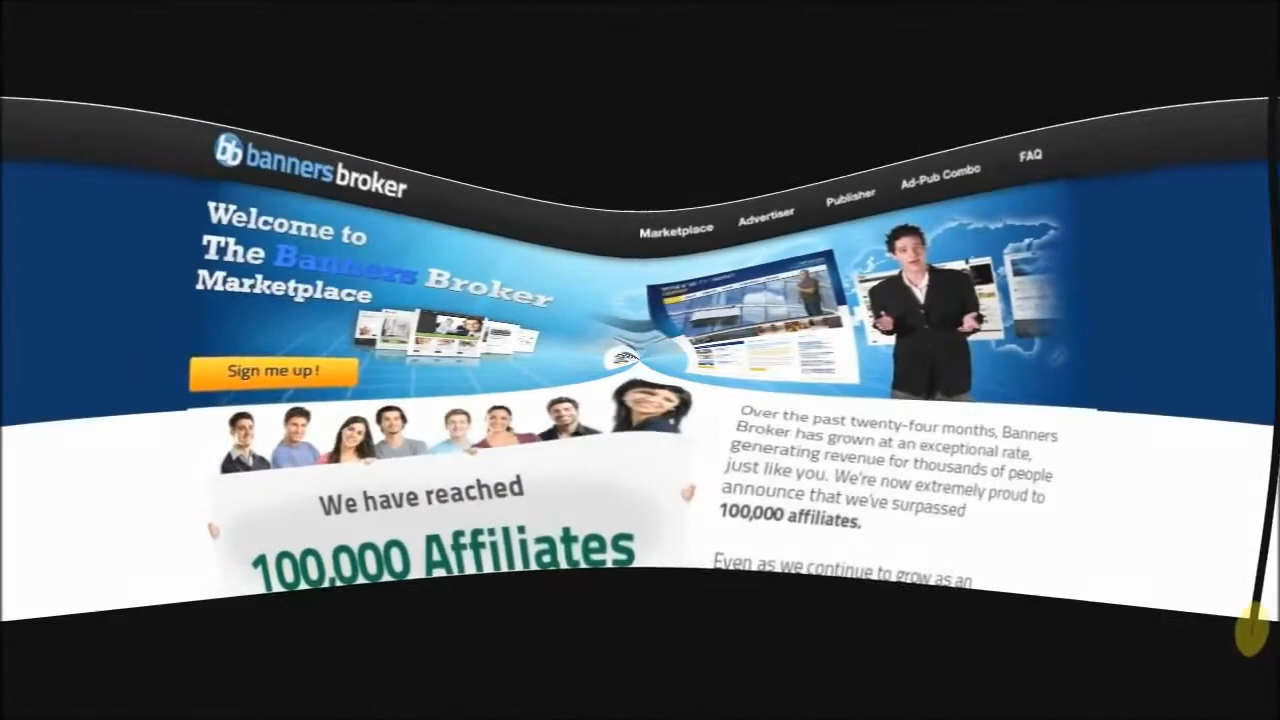 banners broker
Marketplace
Advertiser
Publisher
Ad-Pub Combo
FAQ
Welcome to
The Banners Broker
Marketplace
Sign me up!
We have reached
100,000 Affiliates
Over the past twenty-four months, Banners
Broker has grown at an exceptional rate,
generating revenue for thousands of people
just like you. We're now extremely proud to
announce that we've surpassed
100,000 affiliates.
Even as we continue to grow as an